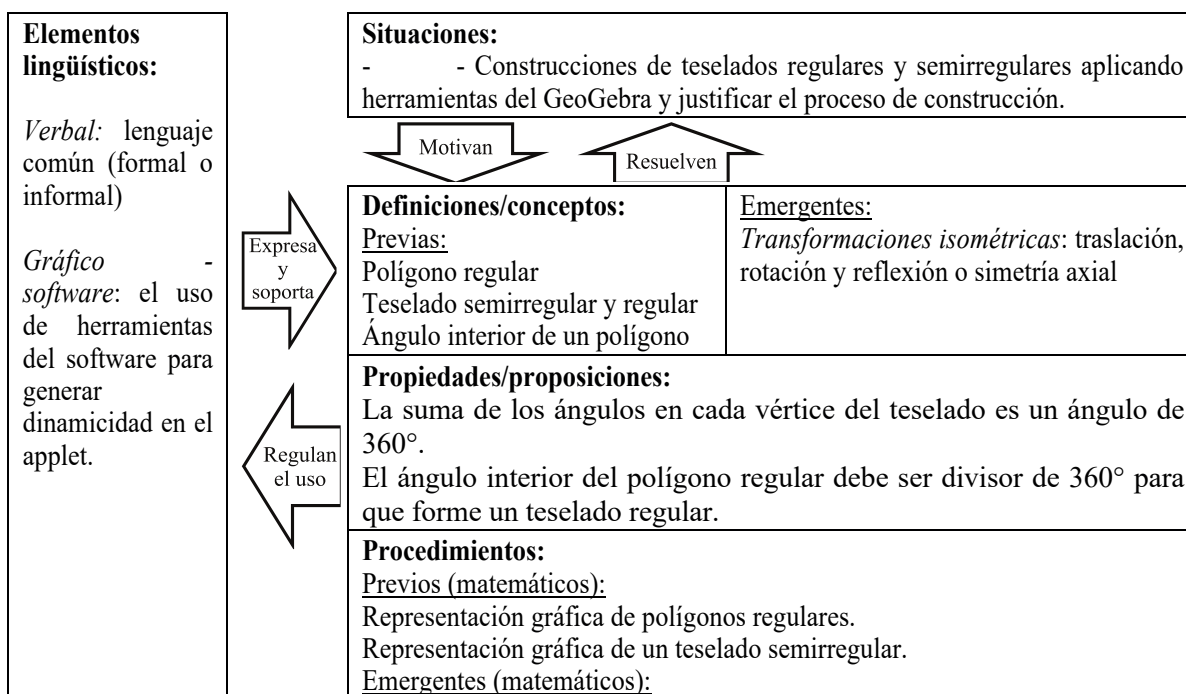 Elementos
lingüísticos:
Verbal: lenguaje
común (formal o
informal)
Gráfico -
software: el uso
de herramientas
del software para
generar
dinamicidad en el
applet.
Expresa
y
soporta
Regulan
el uso
Situaciones:
- - Construcciones de teselados regulares y semirregulares aplicando
herramientas del GeoGebra y justificar el proceso de construcción.
Motivan
Resuelven
Definiciones/conceptos:
Previas:
Polígono regular
Teselado semirregular y regular
Ángulo interior de un polígono
Emergentes:
Transformaciones isométricas: traslación,
rotación y reflexión o simetría axial
Propiedades/proposiciones:
La suma de los ángulos en cada vértice del teselado es un ángulo de
360°.
El ángulo interior del polígono regular debe ser divisor de 360° para
que forme un teselado regular.
Procedimientos:
Previos (matemáticos):
Representación gráfica de polígonos regulares.
Representación gráfica de un teselado semirregular.
Emergentes (matemáticos):